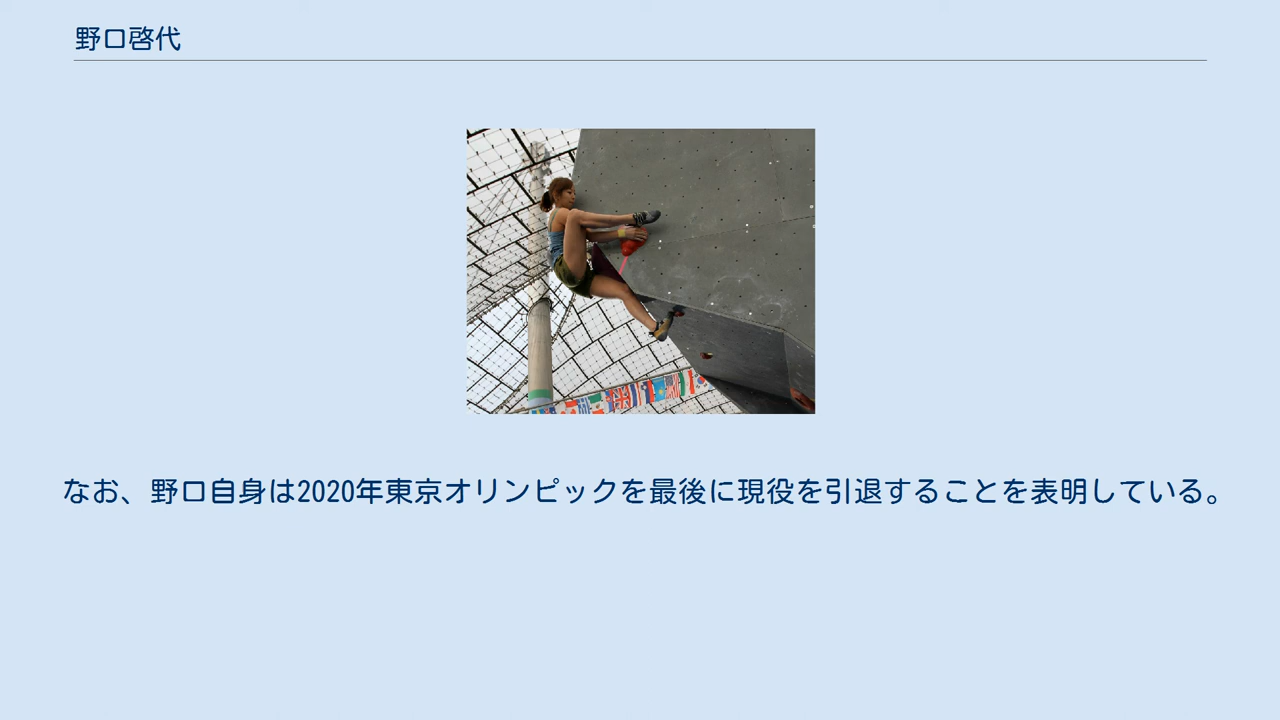 野口啓代
なお、野口自身は2020年東京オリンピックを最後に現役を引退することを表明している。